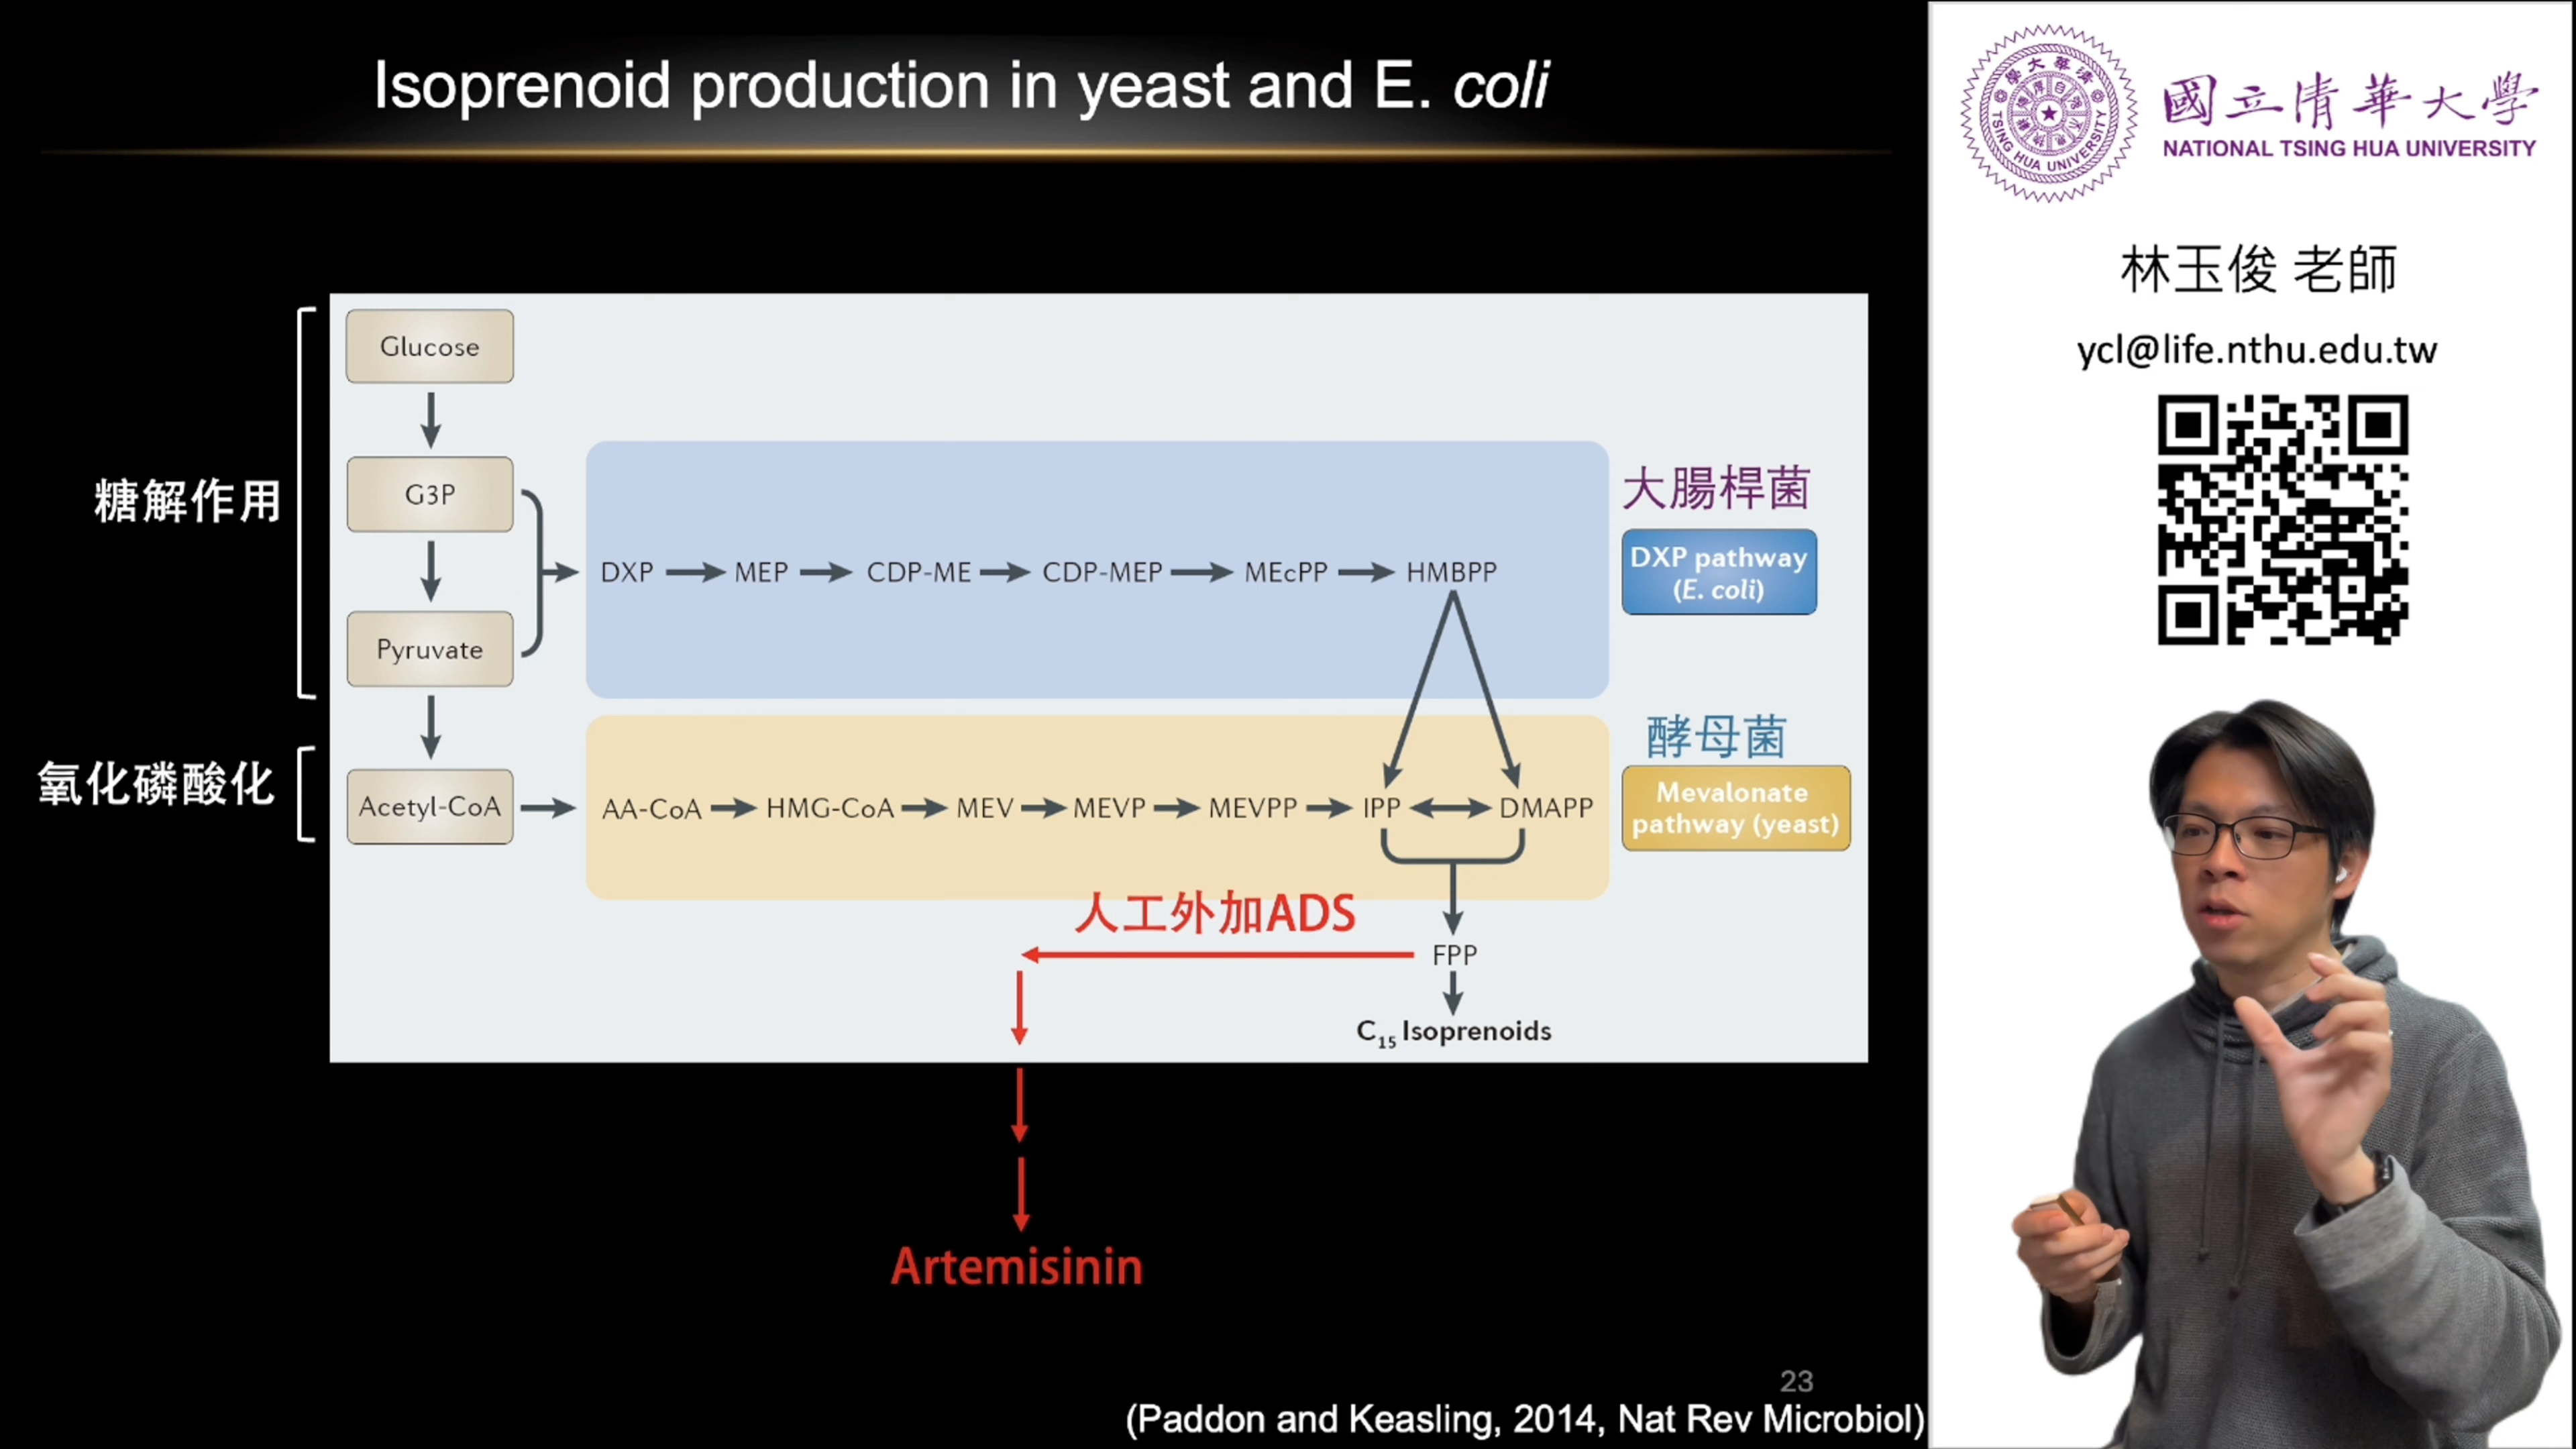 Isoprenoid production in yeast and E. coli
糖解作用
氧化磷酸化
Glucose
G3P
Pyruvate
Acetyl-CoA
DXP MEP CDP-ME CDP-MEP MEcPP HMBPP
大腸桿菌
DXP pathway
(E. coli)
AA-CoA HMG-CoA MEV MEVP MEVPP IPP DMAPP
酵母菌
Mevalonate
pathway (yeast)
人工外加ADS
FPP
C15 Isoprenoids
Artemisinin
23
(Paddon and Keasling, 2014, Nat Rev Microbiol)
國立清華大學
NATIONAL TSING HUA UNIVERSITY
TSING HUA UNIVERSITY
林玉俊 老師
ycl@life.nthu.edu.tw